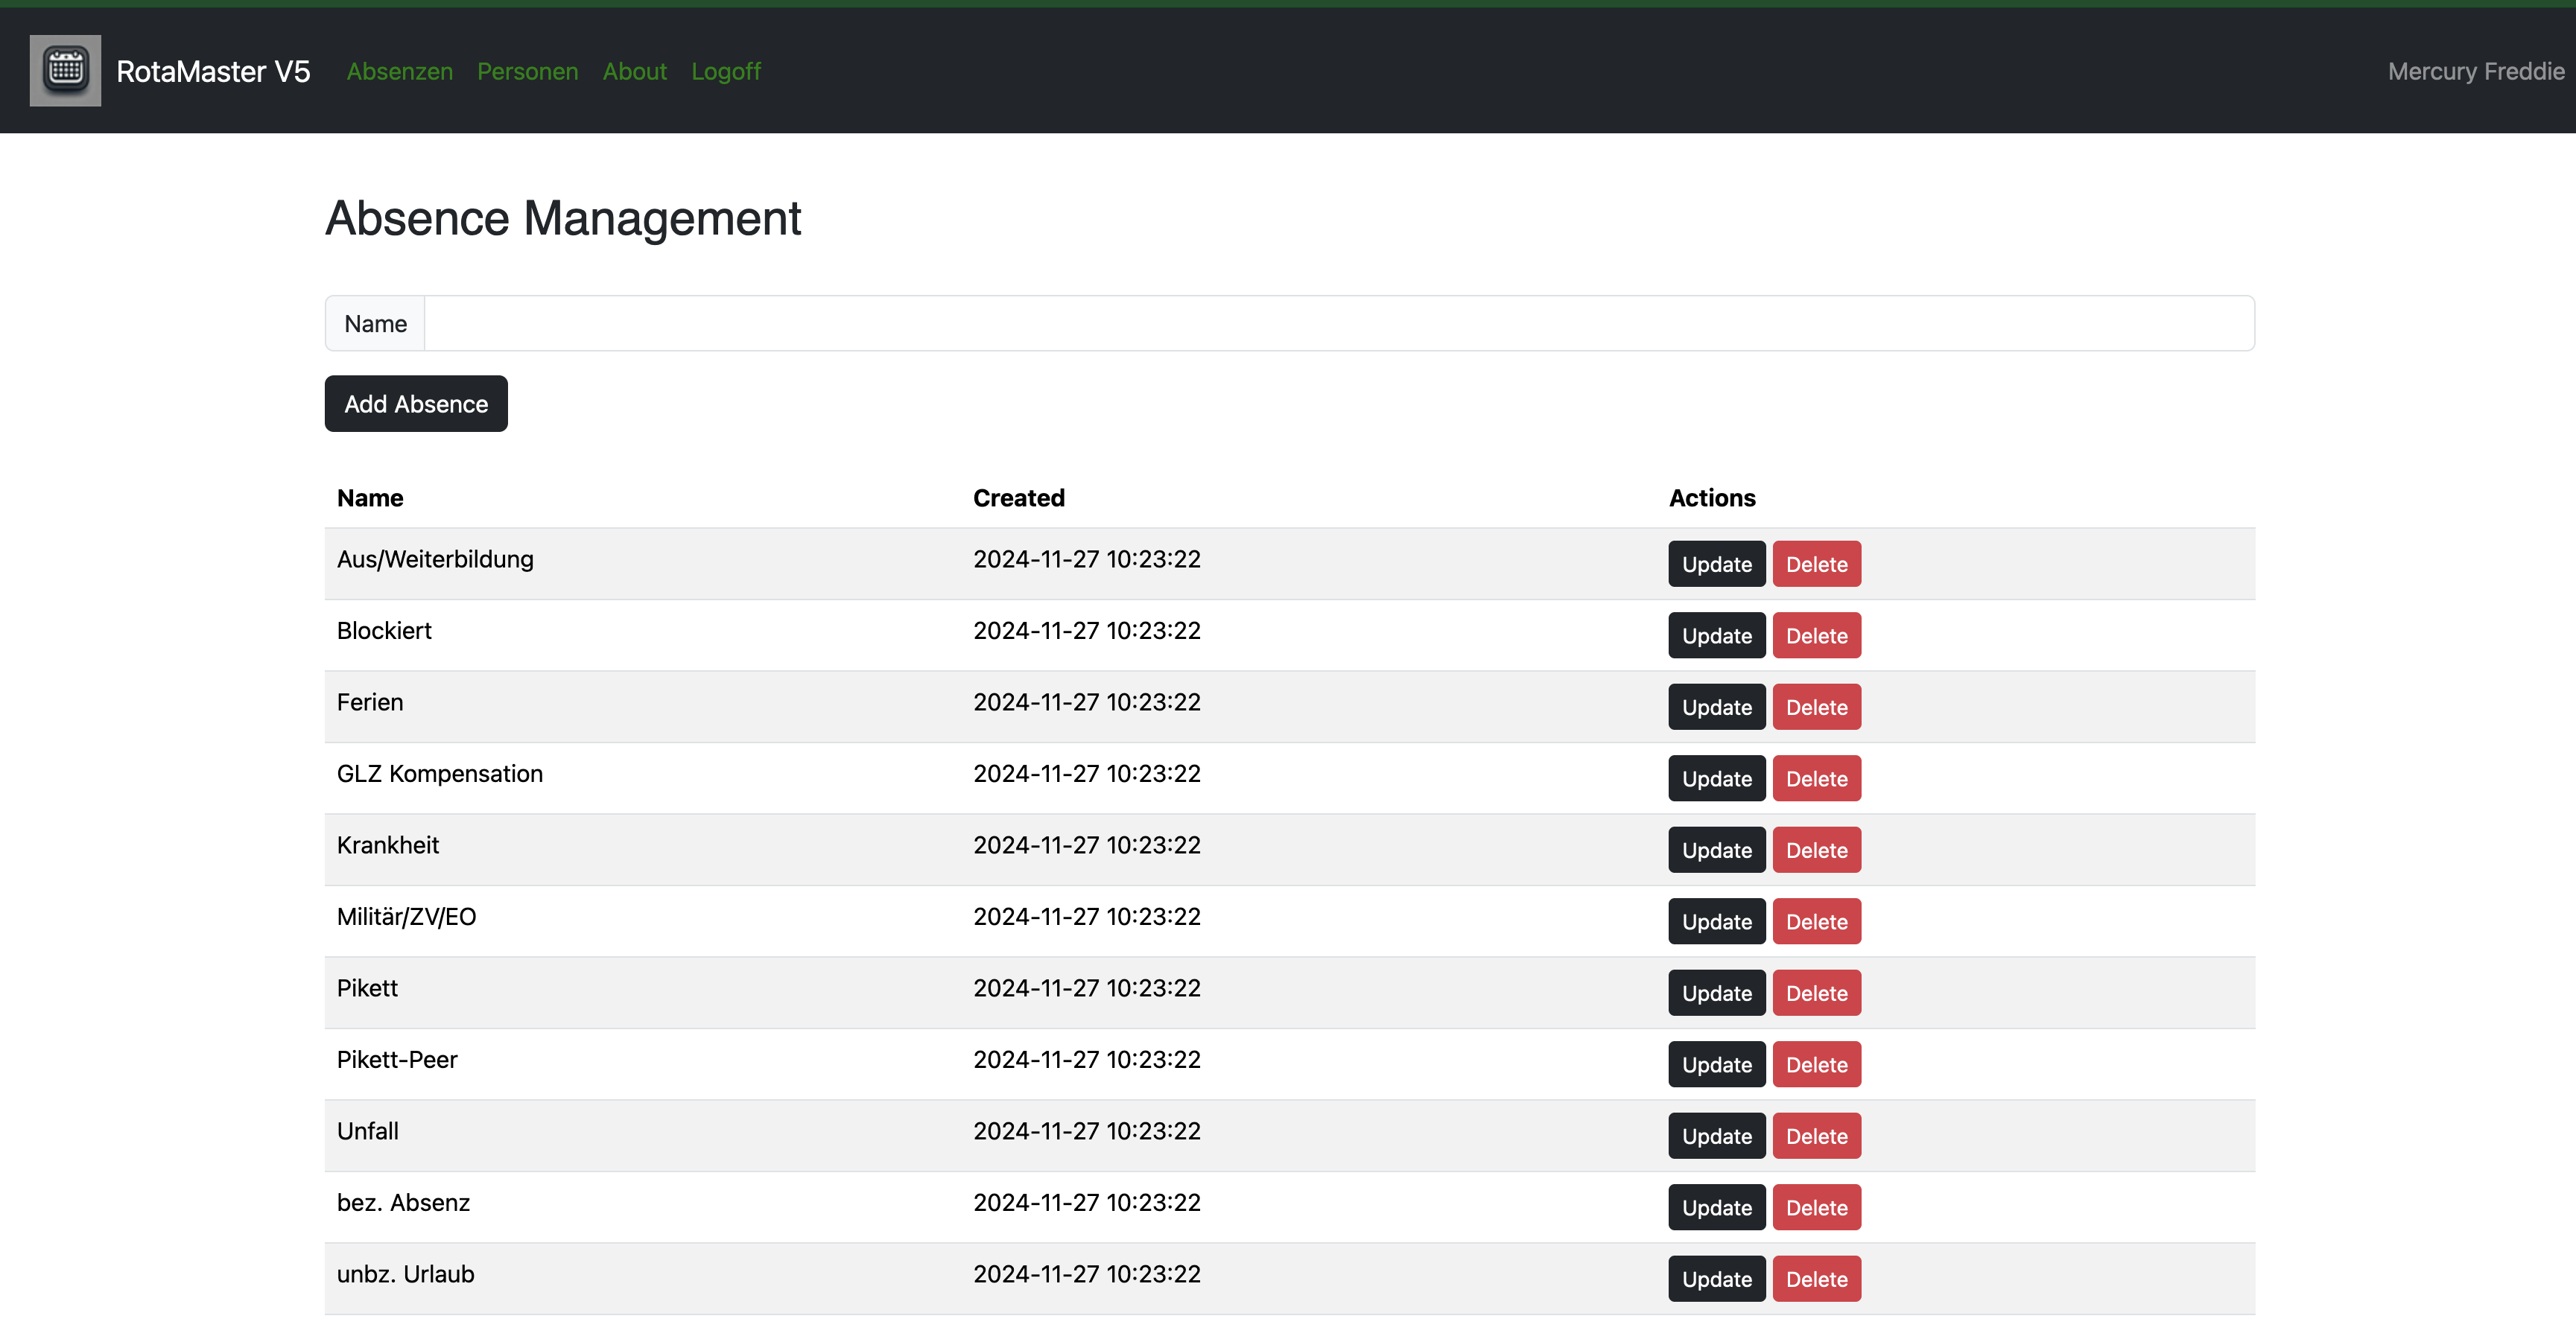 RotaMaster V5 Absenzen Personen About Logoff Mercury Freddie
Absence Management
Name
Add Absence
Name Created Actions
Aus/Weiterbildung 2024-11-27 10:23:22 Update Delete
Blockiert 2024-11-27 10:23:22 Update Delete
Ferien 2024-11-27 10:23:22 Update Delete
GLZ Kompensation 2024-11-27 10:23:22 Update Delete
Krankheit 2024-11-27 10:23:22 Update Delete
Militär/ZV/EO 2024-11-27 10:23:22 Update Delete
Pikett 2024-11-27 10:23:22 Update Delete
Pikett-Peer 2024-11-27 10:23:22 Update Delete
Unfall 2024-11-27 10:23:22 Update Delete
bez. Absenz 2024-11-27 10:23:22 Update Delete
unbz. Urlaub 2024-11-27 10:23:22 Update Delete